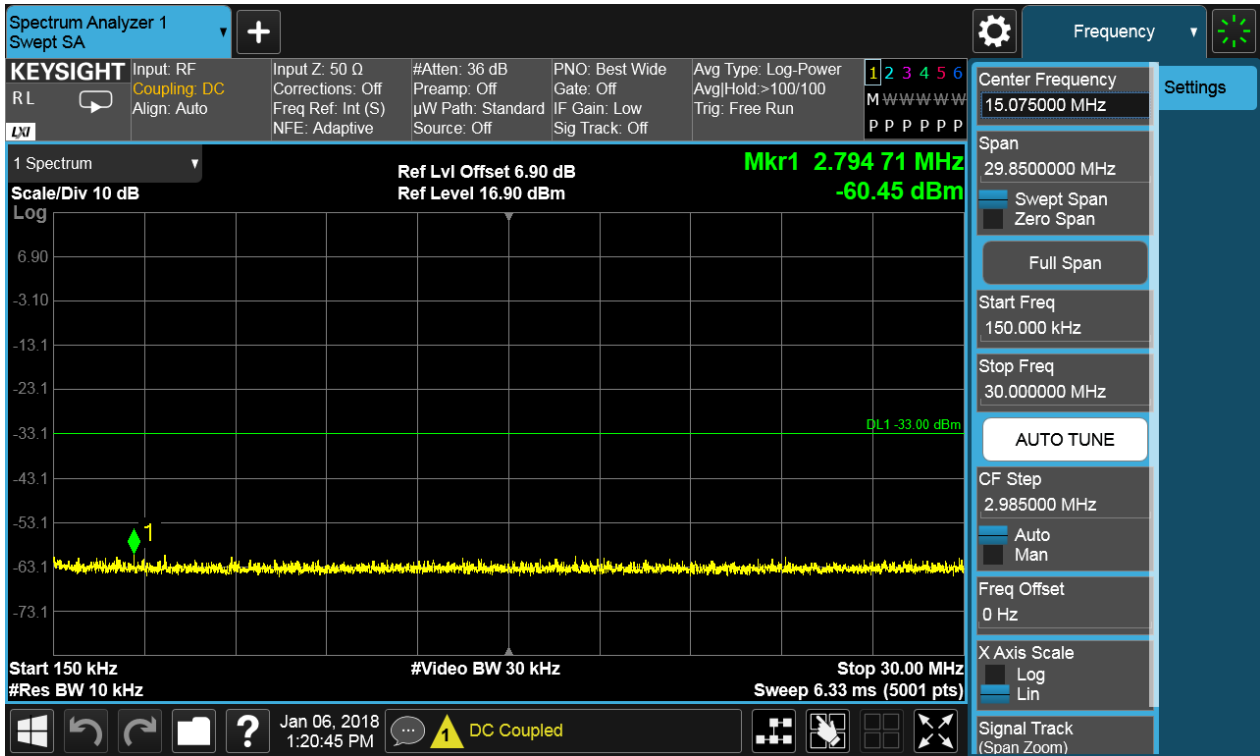 Spectrum Analyzer 1
Swept SA
+
Frequency
KEYSIGHT
RL
LXI
Input: RF
Coupling: DC
Align: Auto
Input Z: 50 Ω
Corrections: Off
Freq Ref: Int (S)
NFE: Adaptive
#Atten: 36 dB
Preamp: Off
µW Path: Standard
Source: Off
PNO: Best Wide
Gate: Off
IF Gain: Low
Sig Track: Off
Avg Type: Log-Power
Avg|Hold:>100/100
Trig: Free Run
1 2 3 4 5 6
M W W W W W
P P P P P P
1 Spectrum
Scale/Div 10 dB
Log
Ref Lvl Offset 6.90 dB
Ref Level 16.90 dBm
Mkr1 2.794 71 MHz
-60.45 dBm
6.90
-3.10
-13.1
-23.1
-33.1
DL1 -33.00 dBm
-43.1
-53.1
1
-63.1
-73.1
Start 150 kHz
#Video BW 30 kHz
Stop 30.00 MHz
#Res BW 10 kHz
Sweep 6.33 ms (5001 pts)
Center Frequency
15.075000 MHz
Settings
Span
29.8500000 MHz
Swept Span
Zero Span
Full Span
Start Freq
150.000 kHz
Stop Freq
30.000000 MHz
AUTO TUNE
CF Step
2.985000 MHz
Auto
Man
Freq Offset
0 Hz
X Axis Scale
Log
Lin
Signal Track
(Span Zoom)
?
Jan 06, 2018
1:20:45 PM
1
DC Coupled